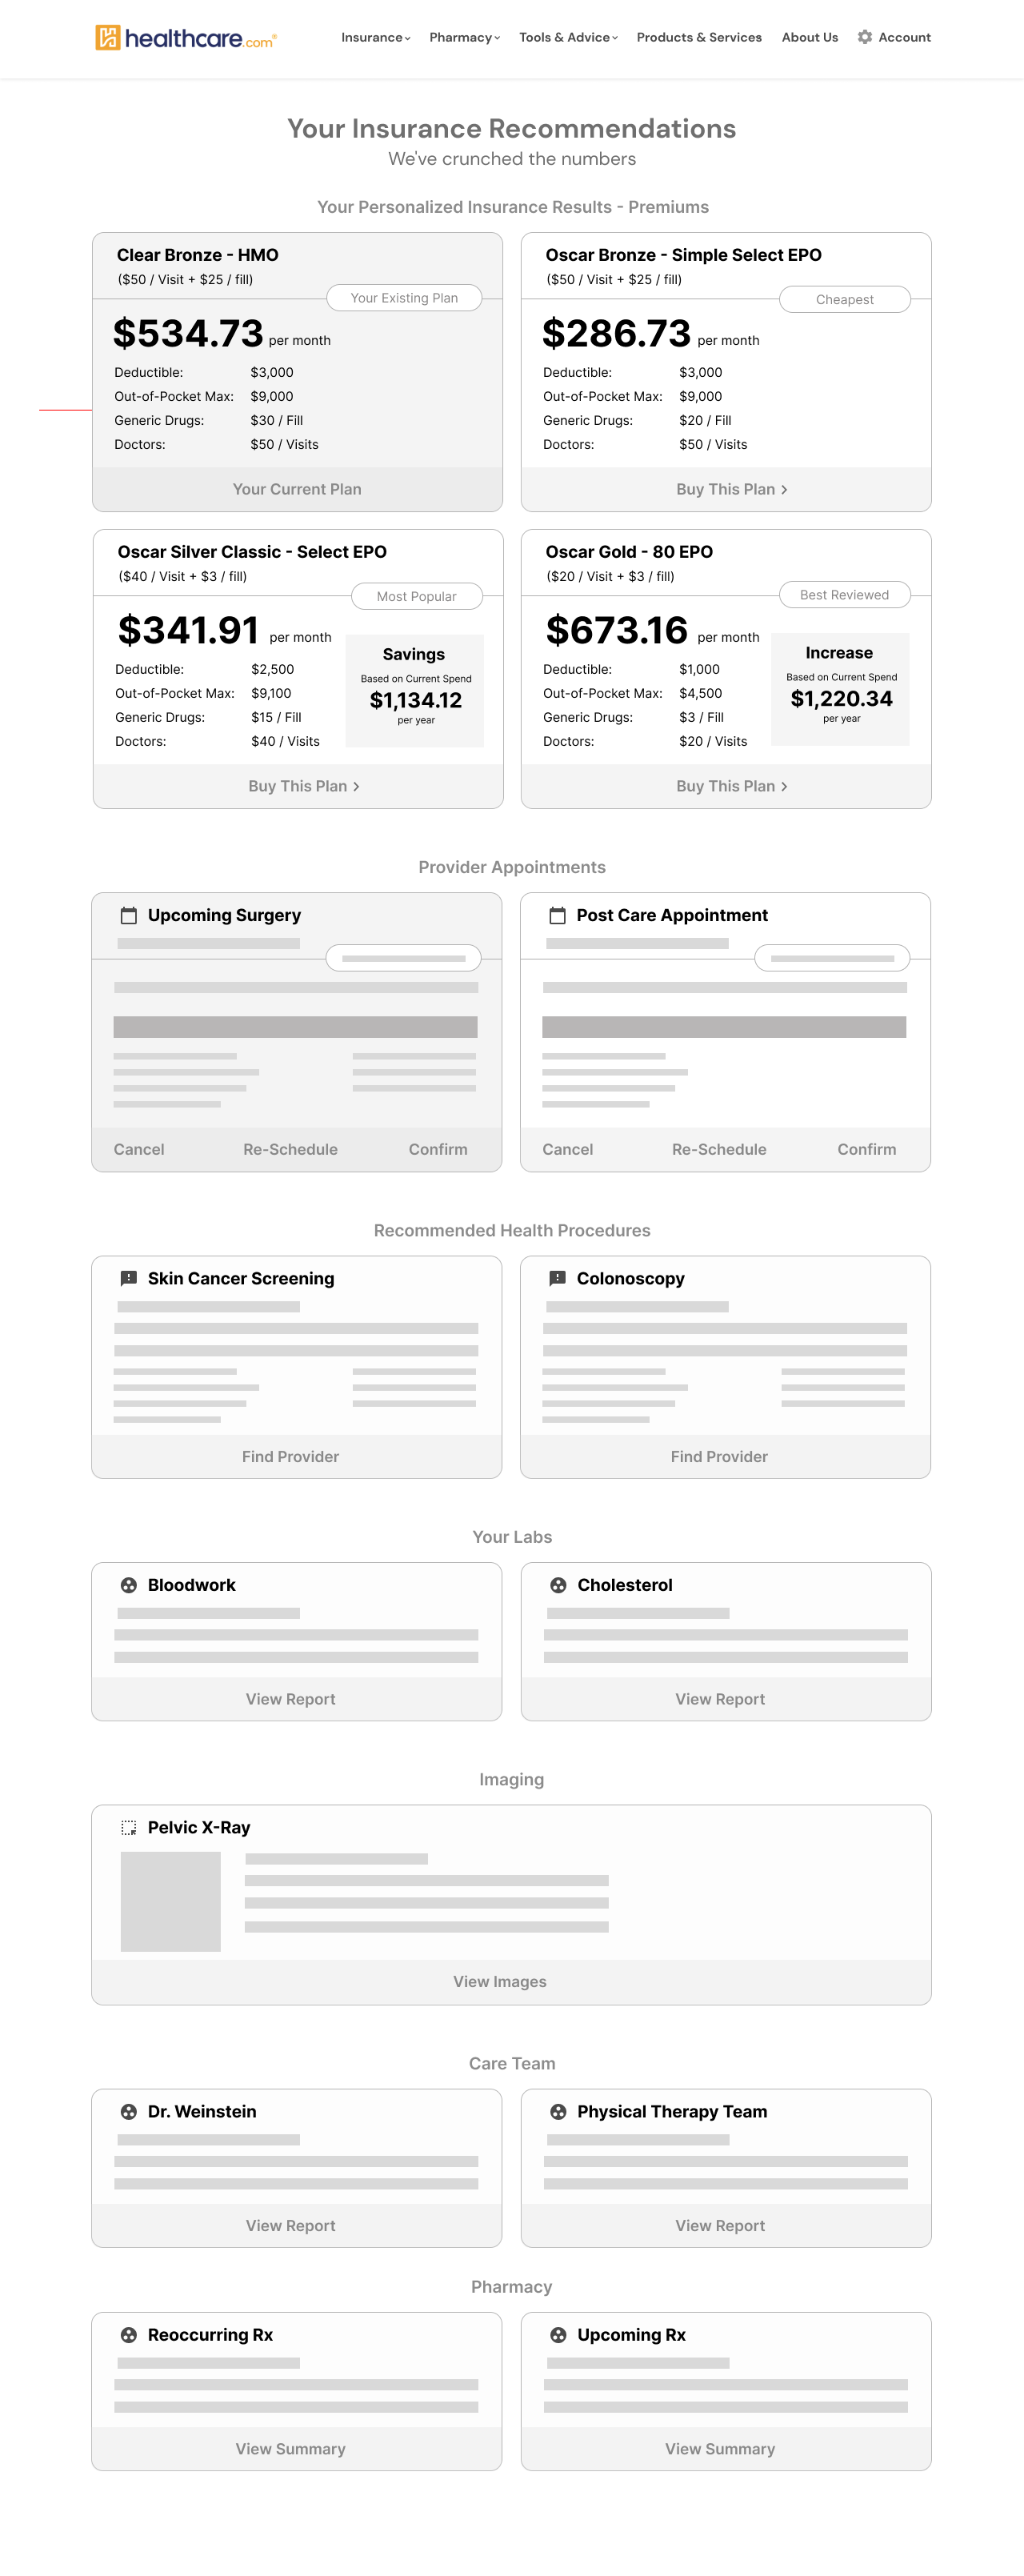 healthcare.com®
Insurance Pharmacy Tools & Advice Products & Services About Us Account
Your Insurance Recommendations
We've crunched the numbers
Your Personalized Insurance Results - Premiums
Clear Bronze - HMO
($50 / Visit + $25 / fill)
Your Existing Plan
$534.73 per month
Deductible: $3,000
Out-of-Pocket Max: $9,000
Generic Drugs: $30 / Fill
Doctors: $50 / Visits
Your Current Plan
Oscar Bronze - Simple Select EPO
($50 / Visit + $25 / fill)
Cheapest
$286.73 per month
Deductible: $3,000
Out-of-Pocket Max: $9,000
Generic Drugs: $20 / Fill
Doctors: $50 / Visits
Buy This Plan
Oscar Silver Classic - Select EPO
($40 / Visit + $3 / fill)
Most Popular
$341.91 per month
Deductible: $2,500
Out-of-Pocket Max: $9,100
Generic Drugs: $15 / Fill
Doctors: $40 / Visits
Savings
Based on Current Spend
$1,134.12
per year
Buy This Plan
Oscar Gold - 80 EPO
($20 / Visit + $3 / fill)
Best Reviewed
$673.16 per month
Deductible: $1,000
Out-of-Pocket Max: $4,500
Generic Drugs: $3 / Fill
Doctors: $20 / Visits
Increase
Based on Current Spend
$1,220.34
per year
Buy This Plan
Provider Appointments
Upcoming Surgery
Cancel Re-Schedule Confirm
Post Care Appointment
Cancel Re-Schedule Confirm
Recommended Health Procedures
Skin Cancer Screening
Find Provider
Colonoscopy
Find Provider
Your Labs
Bloodwork
View Report
Cholesterol
View Report
Imaging
Pelvic X-Ray
View Images
Care Team
Dr. Weinstein
View Report
Physical Therapy Team
View Report
Pharmacy
Reoccurring Rx
View Summary
Upcoming Rx
View Summary